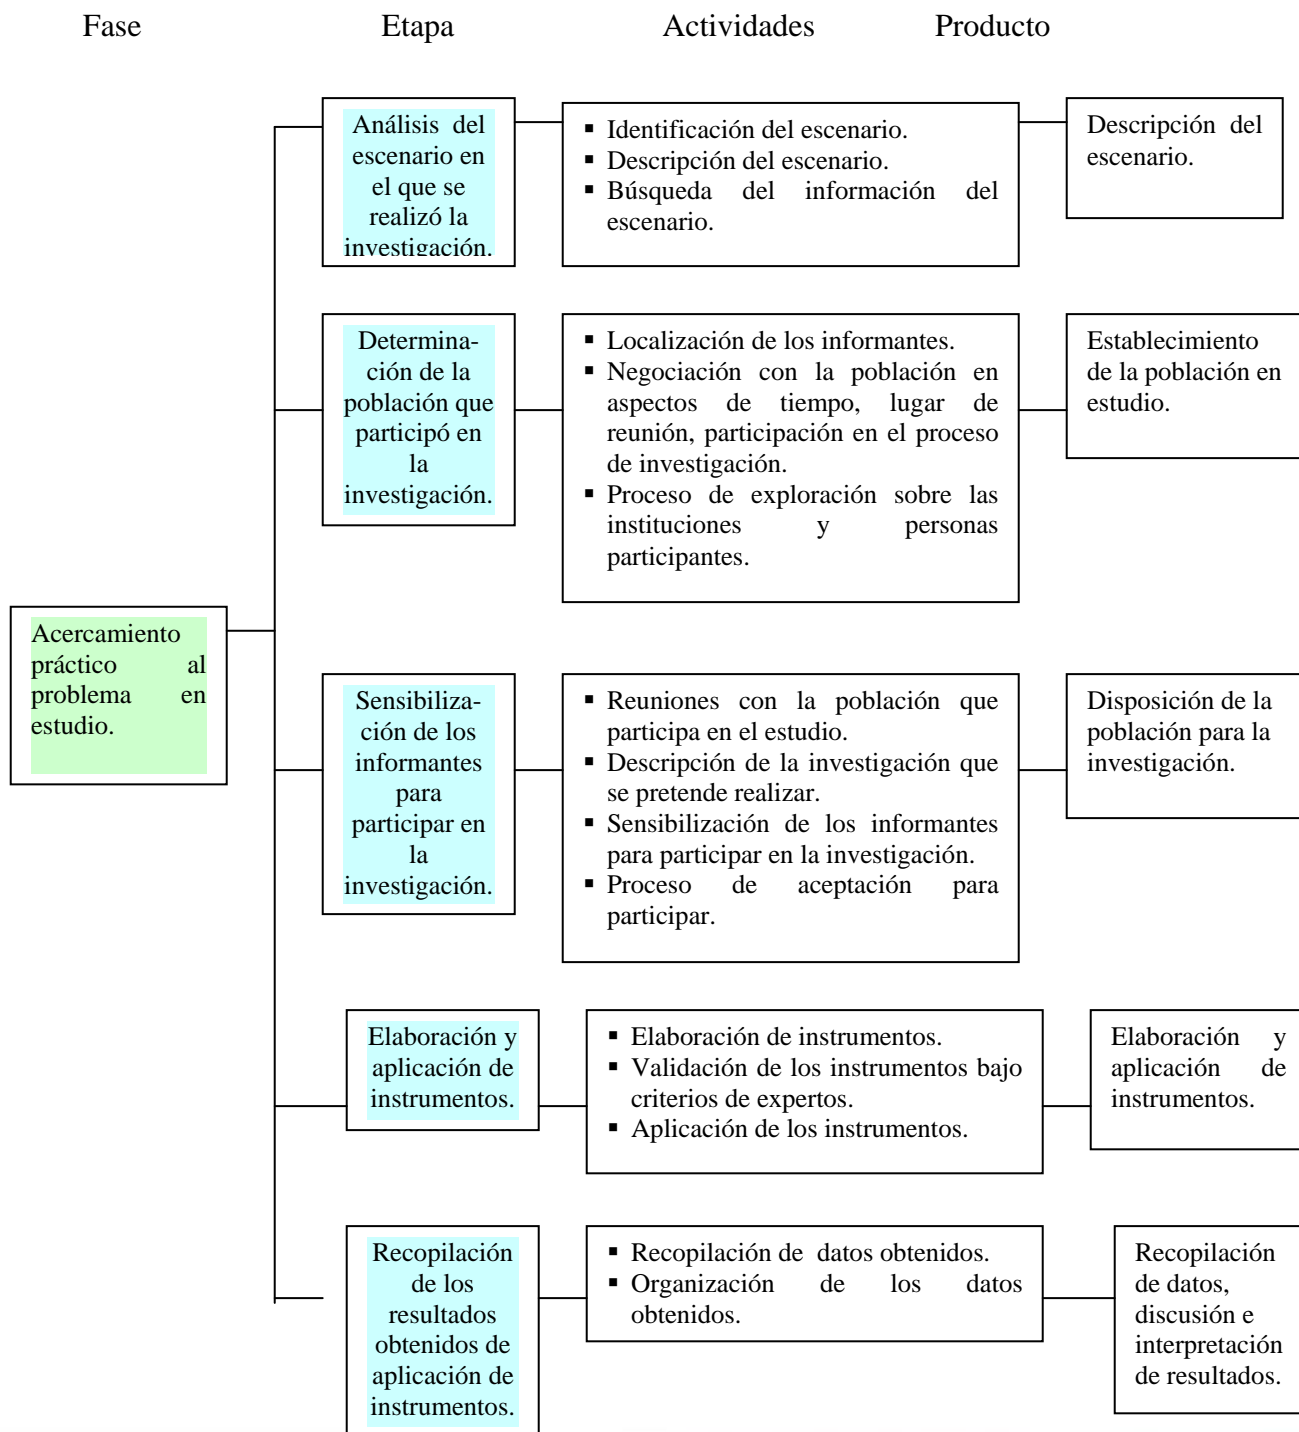 Fase Etapa Actividades Producto
Análisis del
escenario en
el que se
realizó la
investigación.
▪ Identificación del escenario.
▪ Descripción del escenario.
▪ Búsqueda del información del
escenario.
Descripción del
escenario.
Determina-
ción de la
población que
participó en
la
investigación.
▪ Localización de los informantes.
▪ Negociación con la población en
aspectos de tiempo, lugar de
reunión, participación en el proceso
de investigación.
▪ Proceso de exploración sobre las
instituciones y personas
participantes.
Establecimiento
de la población en
estudio.
Acercamiento
práctico al
problema en
estudio.
Sensibiliza-
ción de los
informantes
para
participar en
la
investigación.
▪ Reuniones con la población que
participa en el estudio.
▪ Descripción de la investigación que
se pretende realizar.
▪ Sensibilización de los informantes
para participar en la investigación.
▪ Proceso de aceptación para
participar.
Disposición de la
población para la
investigación.
Elaboración y
aplicación de
instrumentos.
▪ Elaboración de instrumentos.
▪ Validación de los instrumentos bajo
criterios de expertos.
▪ Aplicación de los instrumentos.
Elaboración y
aplicación de
instrumentos.
Recopilación
de los
resultados
obtenidos de
aplicación de
instrumentos.
▪ Recopilación de datos obtenidos.
▪ Organización de los datos
obtenidos.
Recopilación
de datos,
discusión e
interpretación
de resultados.